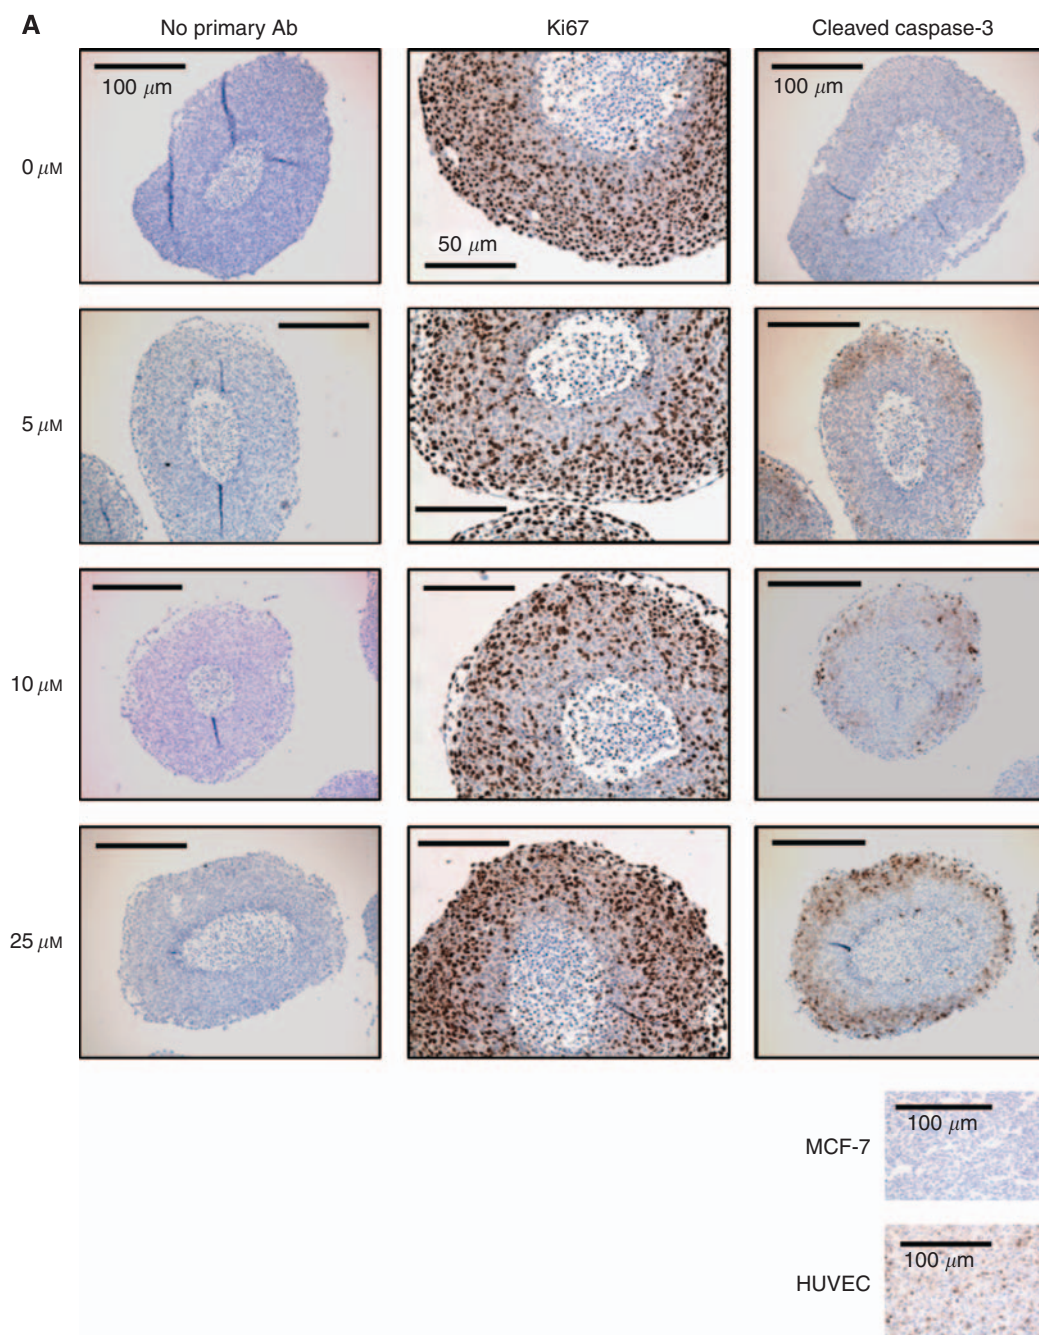 A
No primary Ab
Ki67
Cleaved caspase-3
0 μM
100 μm
50 μm
100 μm
5 μM
10 μM
25 μM
MCF-7
100 μm
HUVEC
100 μm